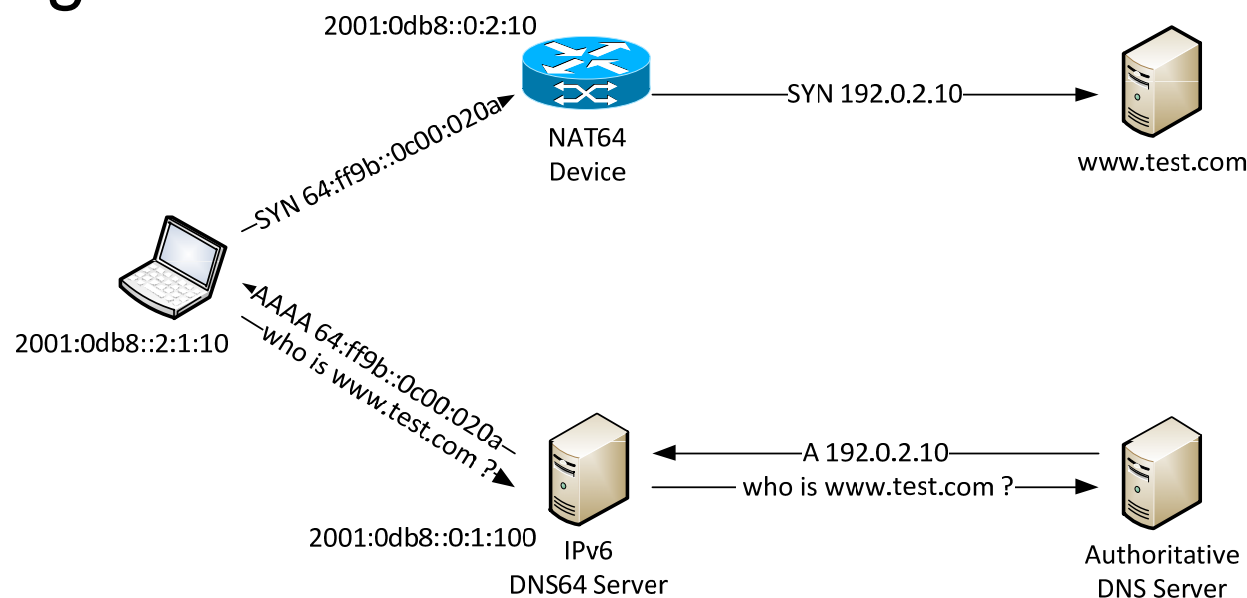 g
2001:0db8::0:2:10
SYN 192.0.2.10
NAT64
Device
www.test.com
SYN 64:ff9b::0c00:020a
2001:0db8::2:1:10
AAAA 64:ff9b::0c00:020a
who is www.test.com ?
A 192.0.2.10
who is www.test.com ?
2001:0db8::0:1:100
IPv6
DNS64 Server
Authoritative
DNS Server